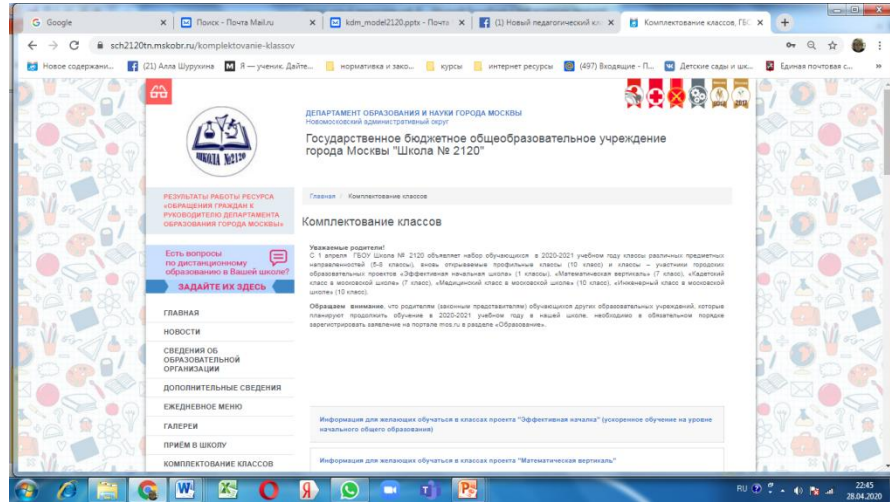 Google
Поиск - Почта Mail.ru
kdm_model2120.pptx - Почта
(1) Новый педагогический кл
Комплектование классов, ГБО
sch2120tn.mskobr.ru/komplektovanie-klassov
Новое содержани...
(21) Алла Шурухина
Я — ученик. Дайте...
норматива и зако...
курсы
интернет ресурсы
(497) Входящие - П...
Детские сады и шк...
Единая почтовая с...
ШКОЛА №2120
ДЕПАРТАМЕНТ ОБРАЗОВАНИЯ И НАУКИ ГОРОДА МОСКВЫ
Новомосковский административный округ
Государственное бюджетное общеобразовательное учреждение
города Москвы "Школа № 2120"
РЕЗУЛЬТАТЫ РАБОТЫ РЕСУРСА
«ОБРАЩЕНИЯ ГРАЖДАН К
РУКОВОДИТЕЛЮ ДЕПАРТАМЕНТА
ОБРАЗОВАНИЯ ГОРОДА МОСКВЫ»
Есть вопросы
по дистанционному
образованию в Вашей школе?
ЗАДАЙТЕ ИХ ЗДЕСЬ
ГЛАВНАЯ
НОВОСТИ
СВЕДЕНИЯ ОБ
ОБРАЗОВАТЕЛЬНОЙ
ОРГАНИЗАЦИИ
ДОПОЛНИТЕЛЬНЫЕ СВЕДЕНИЯ
ЕЖЕДНЕВНОЕ МЕНЮ
ГАЛЕРЕИ
ПРИЁМ В ШКОЛУ
КОМПЛЕКТОВАНИЕ КЛАССОВ
Главная / Комплектование классов
Комплектование классов
Уважаемые родители!
С 1 апреля ГБОУ Школа № 2120 объявляет набор обучающихся в 2020-2021 учебном году классы различных предметных
направленностей (5-8 классы), вновь открываемые профильные классы (10 класс) и классы – участники городских
образовательных проектов «Эффективная начальная школа» (1 классы), «Математическая вертикаль» (7 класс), «Кадетский
класс в московской школе» (7 класс), «Медицинский класс в московской школе» (10 класс), «Инженерный класс в московской
школе» (10 класс).
Обращаем внимание, что родителям (законным представителям) обучающихся других образовательных учреждений, которые
планируют продолжить обучение в 2020-2021 учебном году в нашей школе, необходимо в обязательном порядке
зарегистрировать заявление на портале mos.ru в разделе «Образование».
Информация для желающих обучаться в классах проекта "Эффективная началка" (ускоренное обучение на уровне
начального общего образования)
Информация для желающих обучаться в классах проекта "Математическая вертикаль"
RU
22:45
28.04.2020